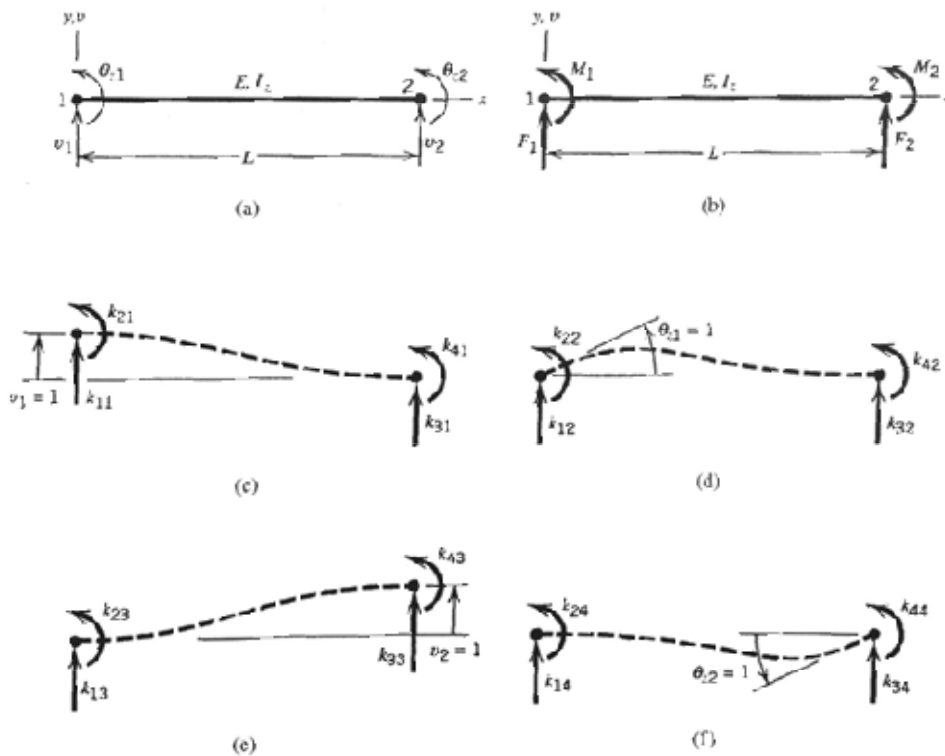 y, v
θz1
E, Iz
θz2
1
2
x
v1
v2
L
(a)
y, v
M1
E, Iz
M2
1
2
F1
F2
L
(b)
k21
k41
v1 = 1
k11
k31
(c)
k22
θz1 = 1
k42
k12
k32
(d)
k23
k43
k13
k33
v2 = 1
(e)
k24
k44
k14
θz2 = 1
k34
(f)